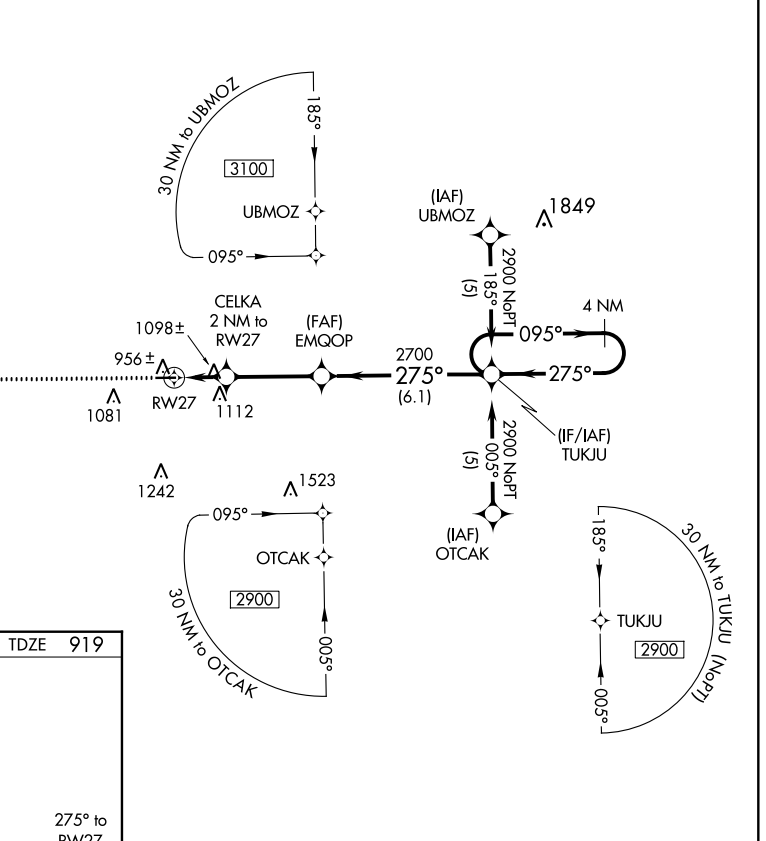 30 NM to UBMOZ
185°
3100
UBMOZ
095°
(IAF)
UBMOZ
1849
2900 NoPT
185°
(5)
4 NM
095°
CELKA
2 NM to
RW27
1098±
956±
(FAF)
EMQOP
2700
275°
(6.1)
275°
RW27
1081
1112
(IF/IAF)
TUKJU
2900 NoPT
005°
(5)
1242
1523
095°
OTCAK
2900
005°
30 NM to OTCAK
(IAF)
OTCAK
185°
30 NM to TUKJU (NoPT)
TUKJU
2900
005°
TDZE 919
275° to
RW27